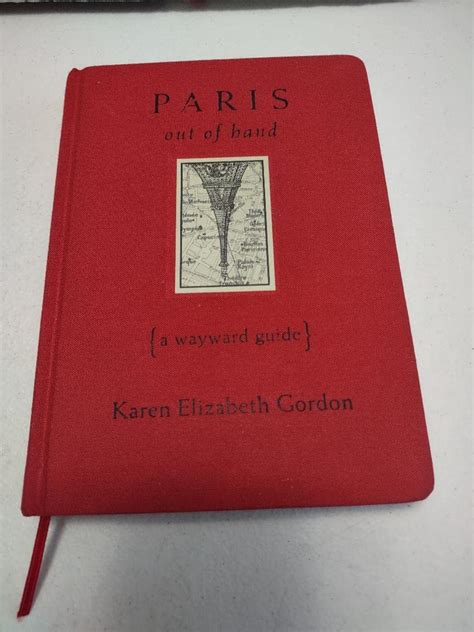 PARIS
out of hand
{a wayward guide}
Karen Elizabeth Gordon